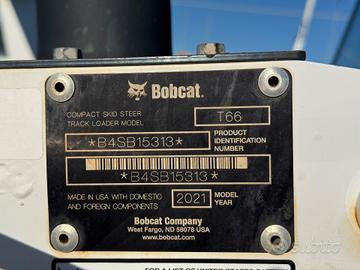 Bobcat®
COMPACT SKID STEER
TRACK LOADER MODEL
T66
*B4SB15313*
PRODUCT
IDENTIFICATION
NUMBER
*B4SB15313*
MADE IN USA WITH DOMESTIC
AND FOREIGN COMPONENTS
2021
MODEL
YEAR
Bobcat Company
West Fargo, ND 58078 USA
www.bobcat.com
subito